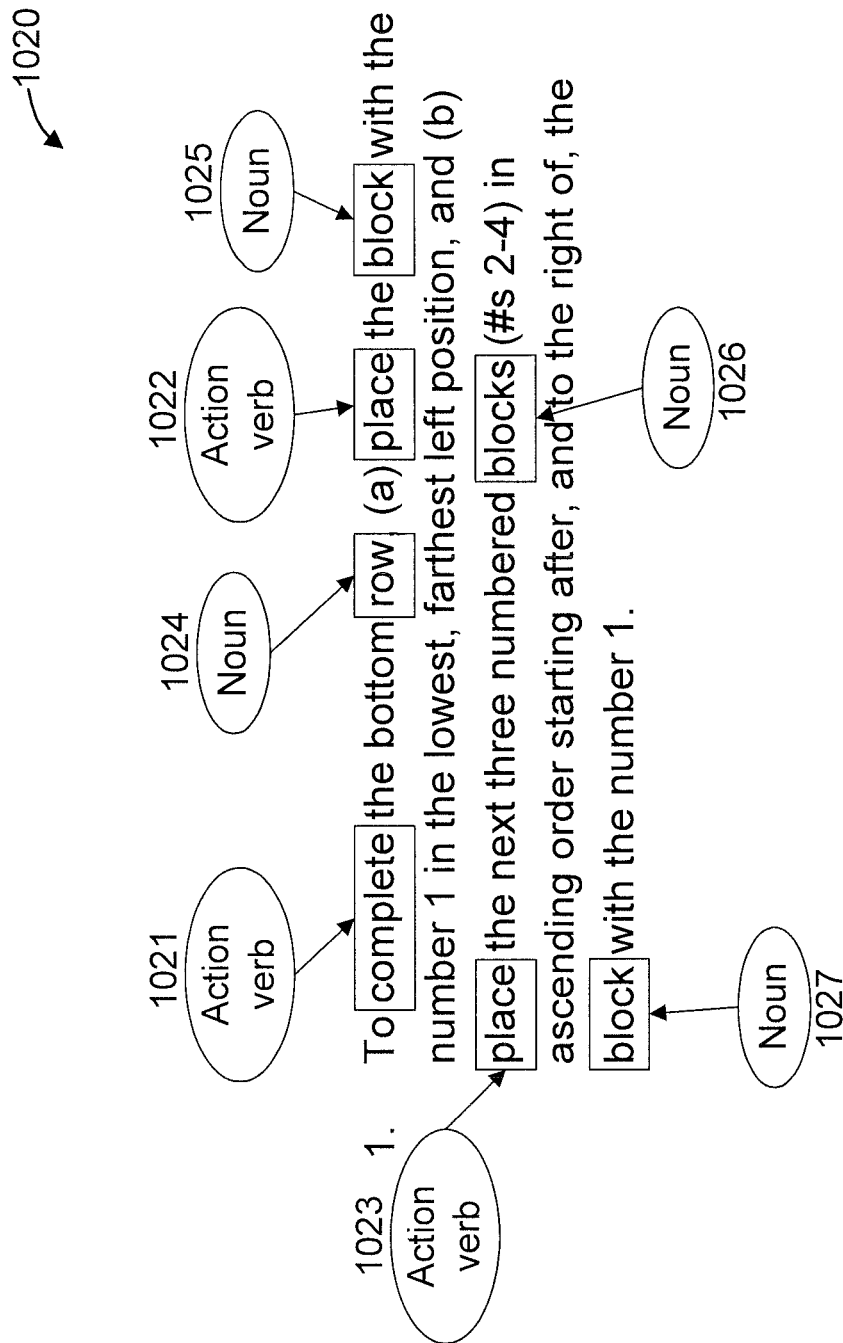 1020
1021
Action
verb
1024
Noun
1022
Action
verb
1025
Noun
1. To complete the bottom row, (a) place the block with the
number 1 in the lowest, farthest left position, and (b)
place the next three numbered blocks (#s 2-4) in
ascending order starting after, and to the right of, the
block with the number 1.
1023
Action
verb
Noun
1026
Noun
1027